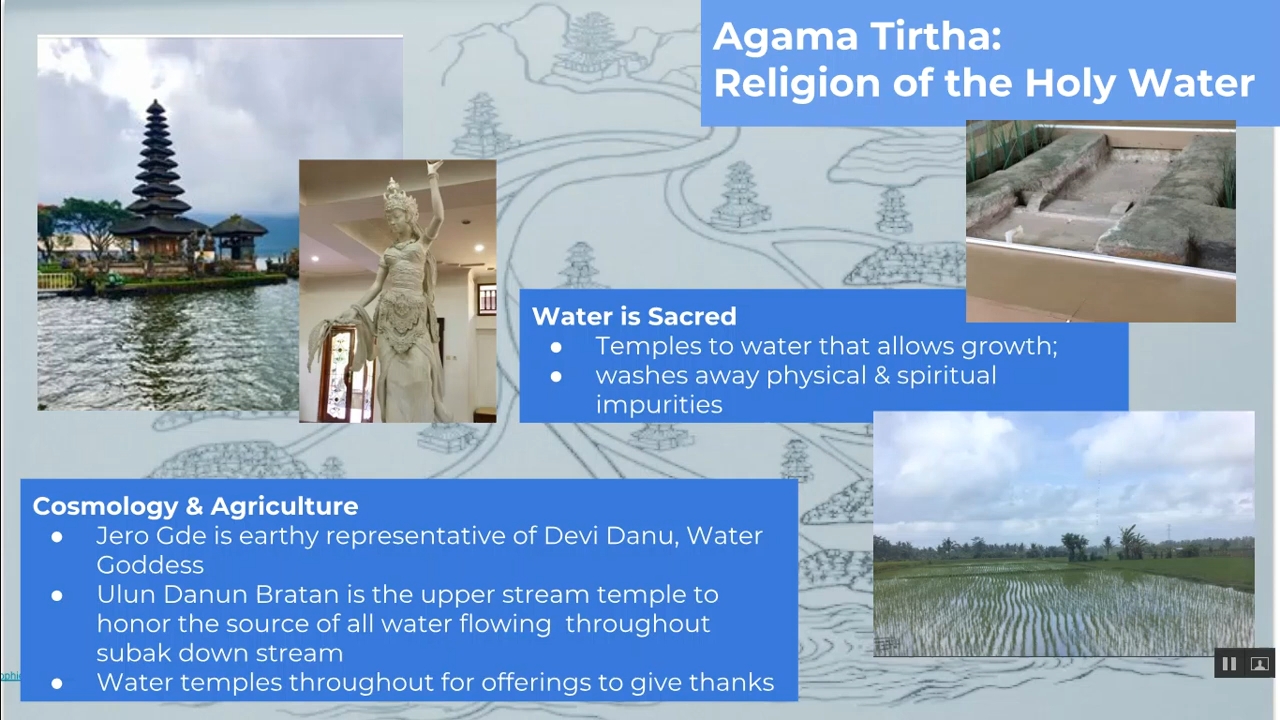 Agama Tirtha:
Religion of the Holy Water
Water is Sacred
● Temples to water that allows growth;
● washes away physical & spiritual
impurities
Cosmology & Agriculture
● Jero Gde is earthy representative of Devi Danu, Water
Goddess
● Ulun Danun Bratan is the upper stream temple to
honor the source of all water flowing throughout
subak down stream
● Water temples throughout for offerings to give thanks